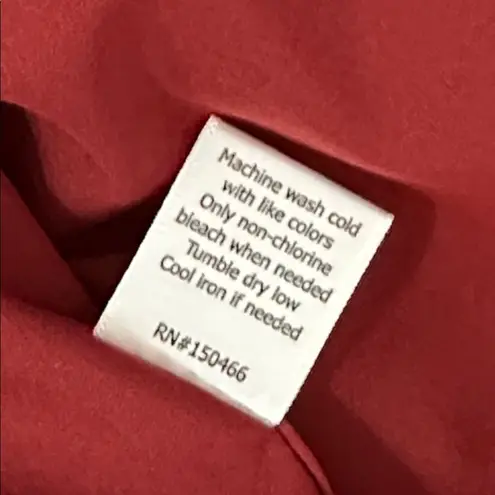 Machine wash cold
with like colors
Only non-chlorine
bleach when needed
Tumble dry low
Cool iron if needed
RN#150466